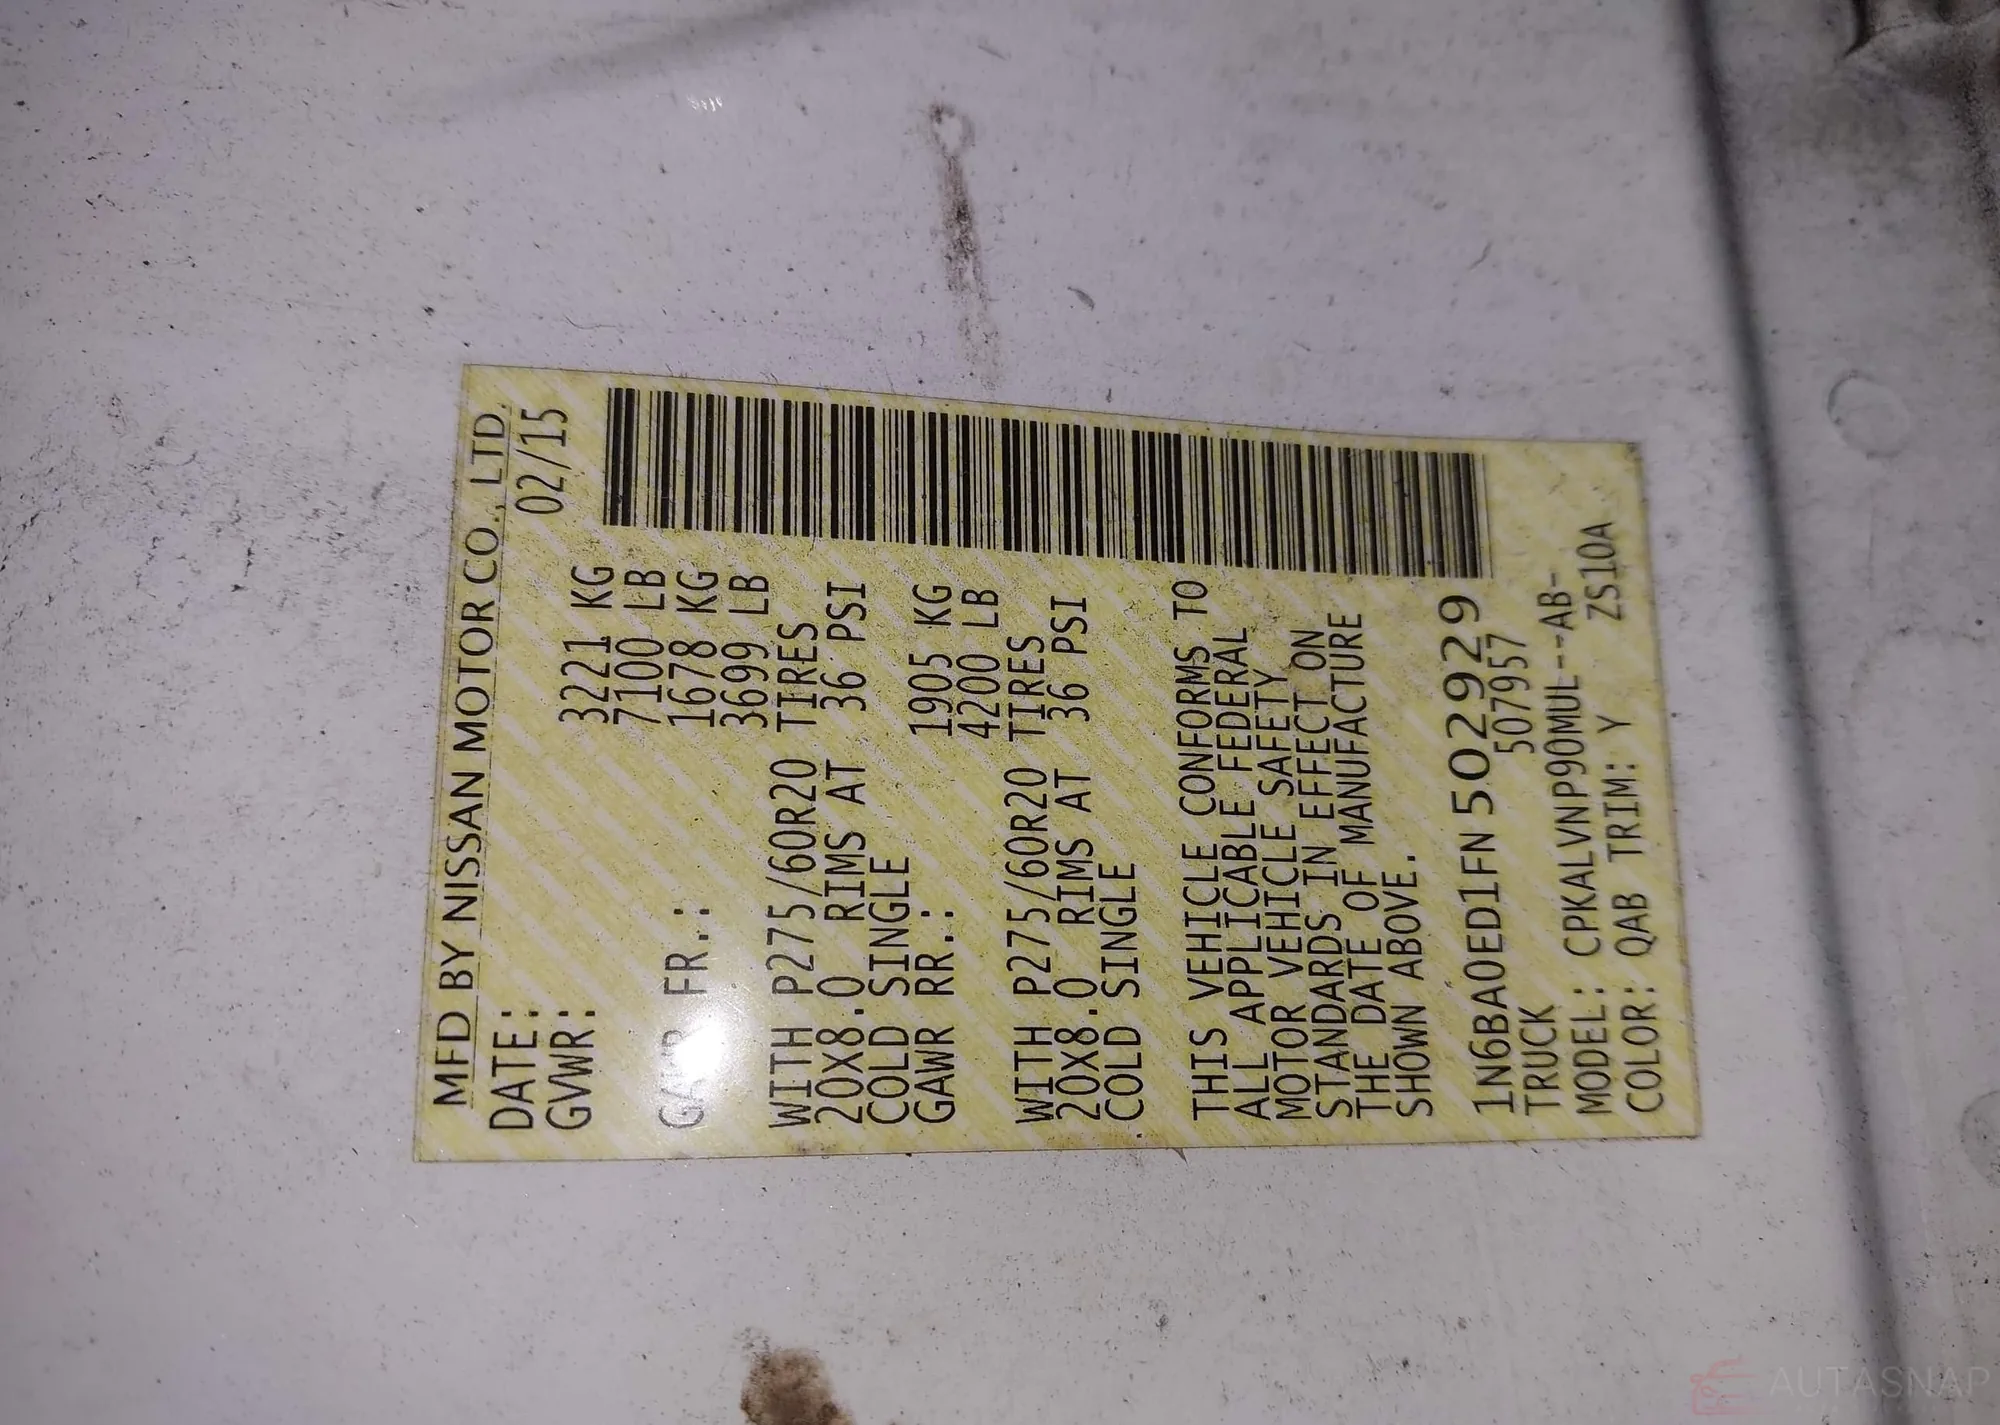 MFD BY NISSAN MOTOR CO., LTD.
DATE: 02/15
GVWR: 3221 KG
7100 LB
GAWR FR.: 1678 KG
3699 LB
WITH P275/60R20 TIRES
20X8.0 RIMS AT 36 PSI
COLD SINGLE
GAWR RR.: 1905 KG
4200 LB
WITH P275/60R20 TIRES
20X8.0 RIMS AT 36 PSI
COLD SINGLE
THIS VEHICLE CONFORMS TO
ALL APPLICABLE FEDERAL
MOTOR VEHICLE SAFETY
STANDARDS IN EFFECT ON
THE DATE OF MANUFACTURE
SHOWN ABOVE.
1N6BA0ED1FN502929
TRUCK 507957
MODEL: CPKALVNP90MUL--AB-
COLOR: QAB TRIM: Y ZS10A
AUTASNAP